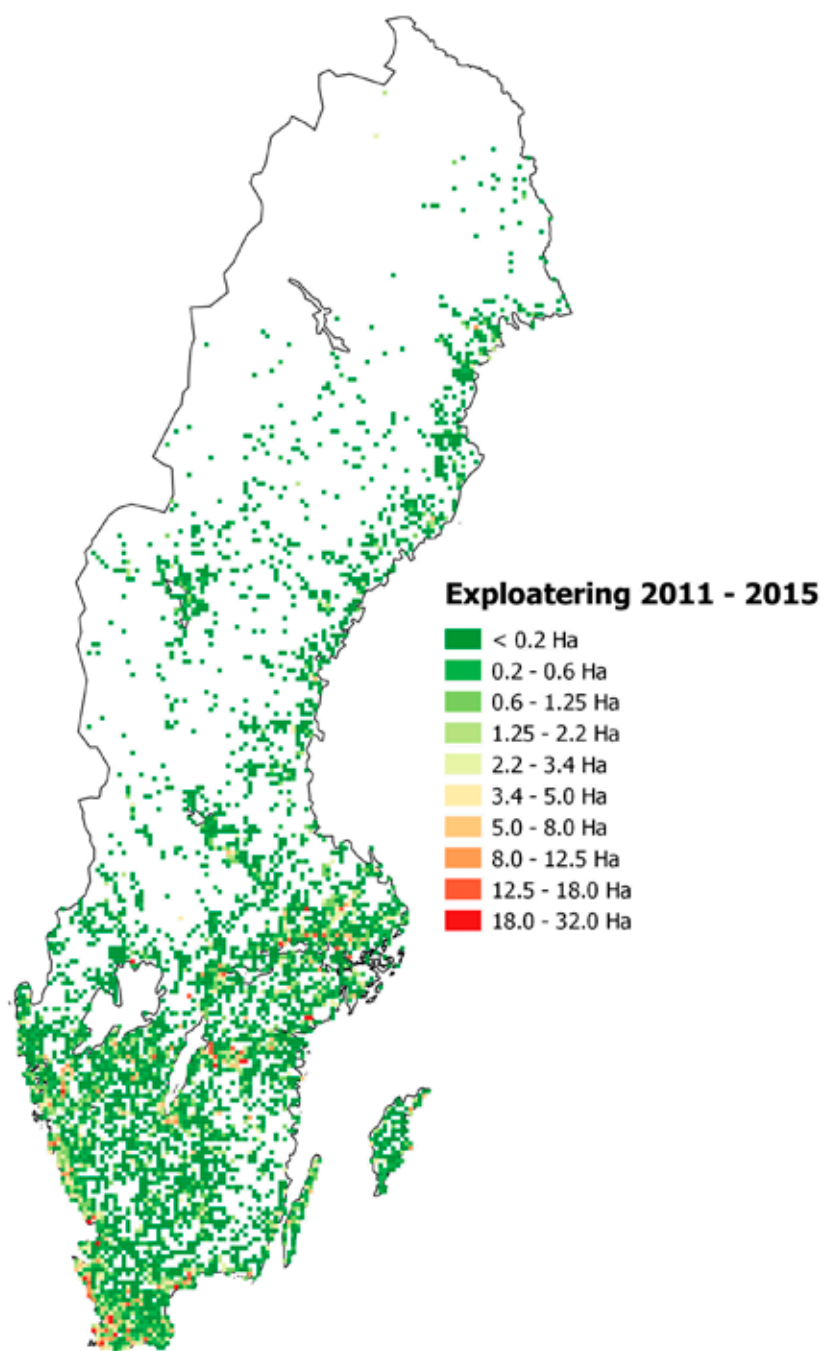 Exploatering 2011 - 2015
< 0.2 Ha
0.2 - 0.6 Ha
0.6 - 1.25 Ha
1.25 - 2.2 Ha
2.2 - 3.4 Ha
3.4 - 5.0 Ha
5.0 - 8.0 Ha
8.0 - 12.5 Ha
12.5 - 18.0 Ha
18.0 - 32.0 Ha